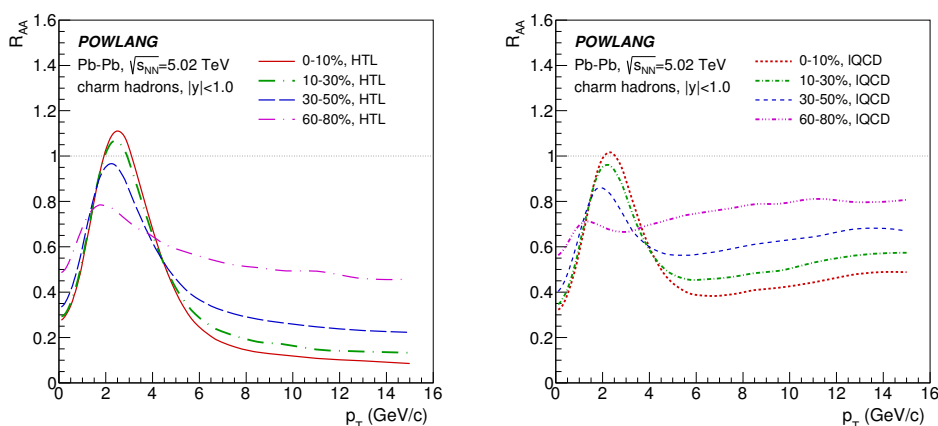 R_AA
1.6
1.4
1.2
1
0.8
0.6
0.4
0.2
0
POWLANG
Pb-Pb, √s_NN=5.02 TeV
charm hadrons, |y|<1.0
0-10%, HTL
10-30%, HTL
30-50%, HTL
60-80%, HTL
0 2 4 6 8 10 12 14 16
p_T (GeV/c)
R_AA
1.6
1.4
1.2
1
0.8
0.6
0.4
0.2
0
POWLANG
Pb-Pb, √s_NN=5.02 TeV
charm hadrons, |y|<1.0
0-10%, lQCD
10-30%, lQCD
30-50%, lQCD
60-80%, lQCD
0 2 4 6 8 10 12 14 16
p_T (GeV/c)